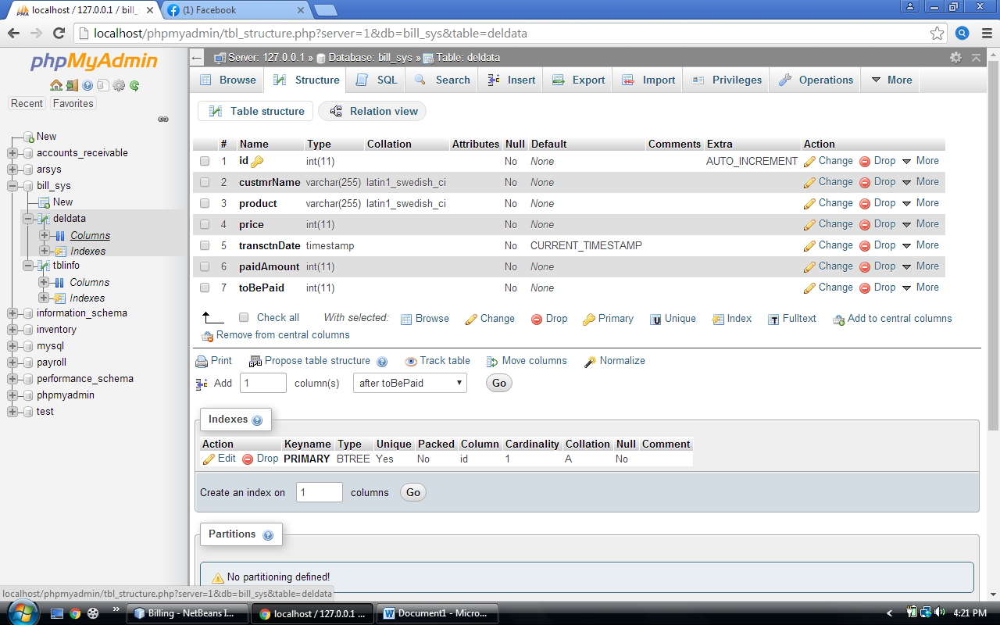 localhost / 127.0.0.1 / bill_
(1) Facebook
localhost/phpmyadmin/tbl_structure.php?server=1&db=bill_sys&table=deldata
phpMyAdmin
Recent Favorites
New
accounts_receivable
arsys
bill_sys
New
deldata
Columns
Indexes
tblinfo
Columns
Indexes
information_schema
inventory
mysql
payroll
performance_schema
phpmyadmin
test
Server: 127.0.0.1 » Database: bill_sys » Table: deldata
Browse Structure SQL Search Insert Export Import Privileges Operations More
Table structure Relation view
# Name Type Collation Attributes Null Default Comments Extra Action
1 id int(11) No None AUTO_INCREMENT Change Drop More
2 custmrName varchar(255) latin1_swedish_ci No None Change Drop More
3 product varchar(255) latin1_swedish_ci No None Change Drop More
4 price int(11) No None Change Drop More
5 transctnDate timestamp No CURRENT_TIMESTAMP Change Drop More
6 paidAmount int(11) No None Change Drop More
7 toBePaid int(11) No None Change Drop More
Check all With selected: Browse Change Drop Primary Unique Index Fulltext Add to central columns
Remove from central columns
Print Propose table structure Track table Move columns Normalize
Add 1 column(s) after toBePaid Go
Indexes
Action Keyname Type Unique Packed Column Cardinality Collation Null Comment
Edit Drop PRIMARY BTREE Yes No id 1 A No
Create an index on 1 columns Go
Partitions
No partitioning defined!
localhost/phpmyadmin/tbl_structure.php?server=1&db=bill_sys&table=deldata
Billing - NetBeans I... localhost / 127.0.0.1 ... Document1 - Micro... 4:21 PM